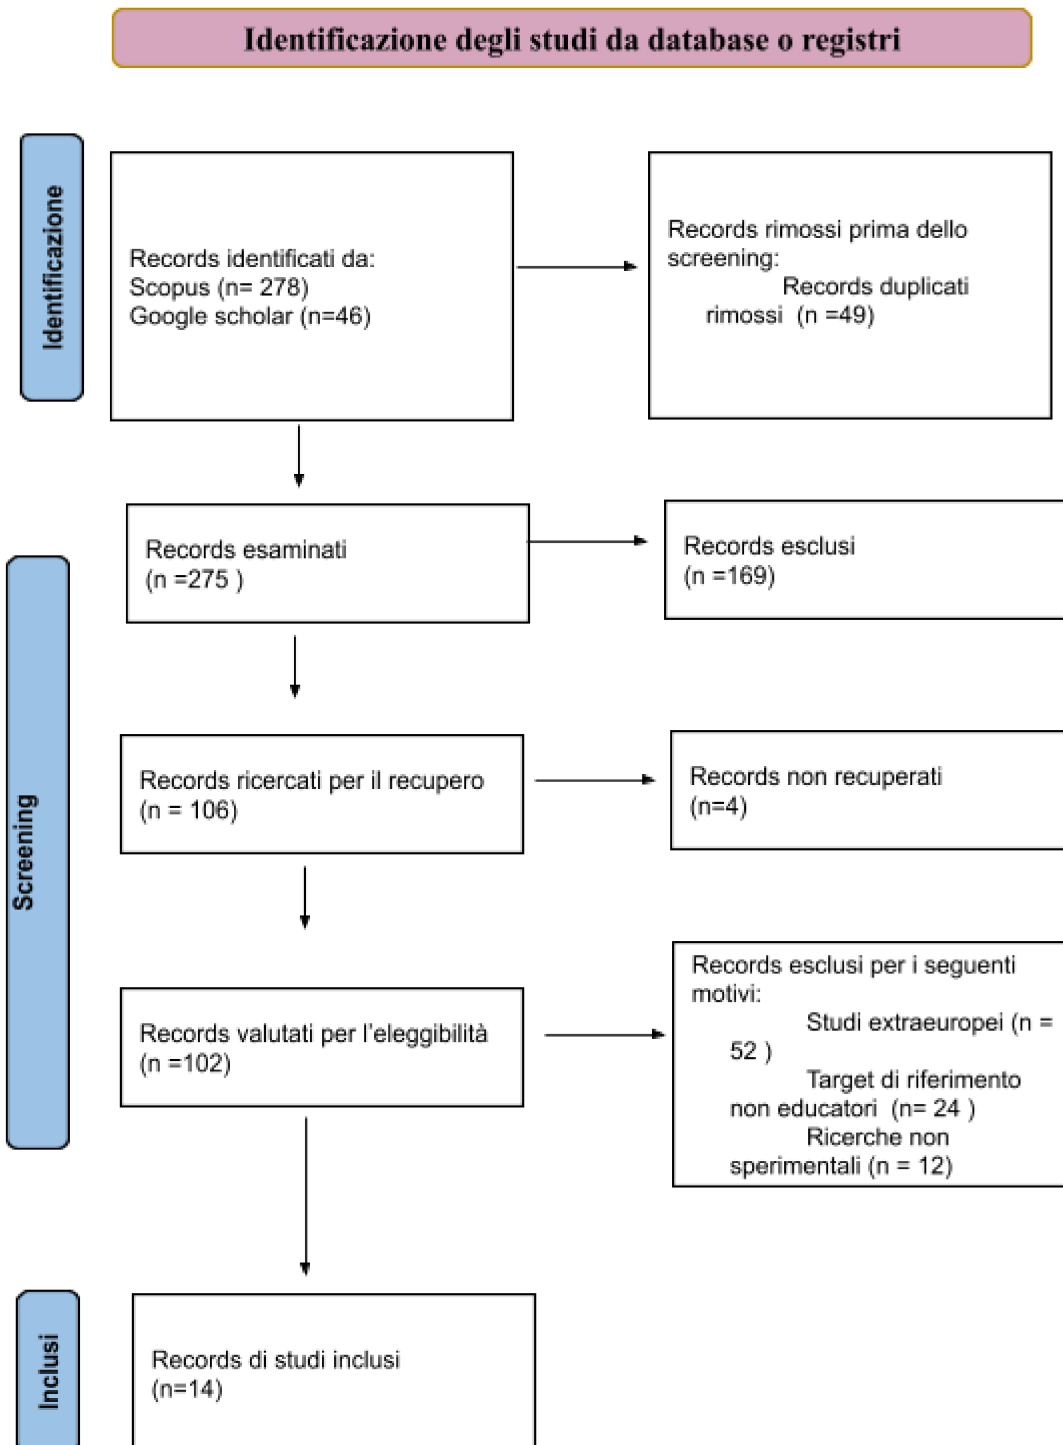 Identificazione degli studi da database o registri
Identificazione
Records identificati da:
Scopus (n= 278)
Google scholar (n=46)
Records rimossi prima dello
screening:
Records duplicati
rimossi (n =49)
Screening
Records esaminati
(n =275 )
Records esclusi
(n =169)
Records ricercati per il recupero
(n = 106)
Records non recuperati
(n=4)
Records valutati per l'eleggibilità
(n =102)
Records esclusi per i seguenti
motivi:
Studi extraeuropei (n =
52 )
Target di riferimento
non educatori (n= 24 )
Ricerche non
sperimentali (n = 12)
Inclusi
Records di studi inclusi
(n=14)